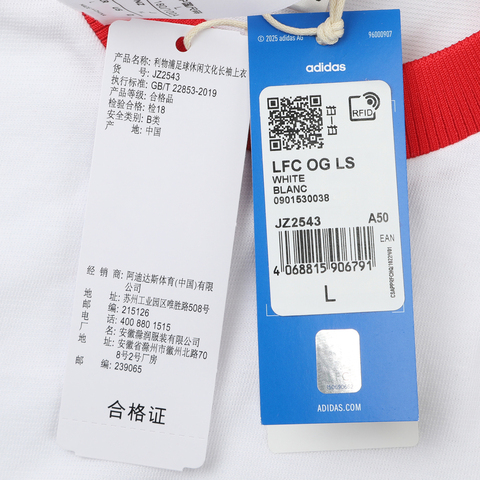 产品名称：利物浦足球休闲文化长袖上衣
货号：JZ2543
执行标准：GB/T 22853-2019
产品等级：合格品
检验合格：检18
安全类别：B类
产地：中国
经销商：阿迪达斯体育(中国)有限公司
地址：苏州工业园区唯胜路508号
邮编：215126
电话：400 880 1515
厂名：安徽滁润服装有限公司
厂址：安徽省滁州市徽州北路70
8号2号厂房
邮编：239065
合格证
© 2025 adidas AG
96000907
adidas
RFID
LFC OG LS
WHITE
BLANC
0901530038
JZ2543
A50
EAN
4 068815 906791
L
ADIDAS.COM